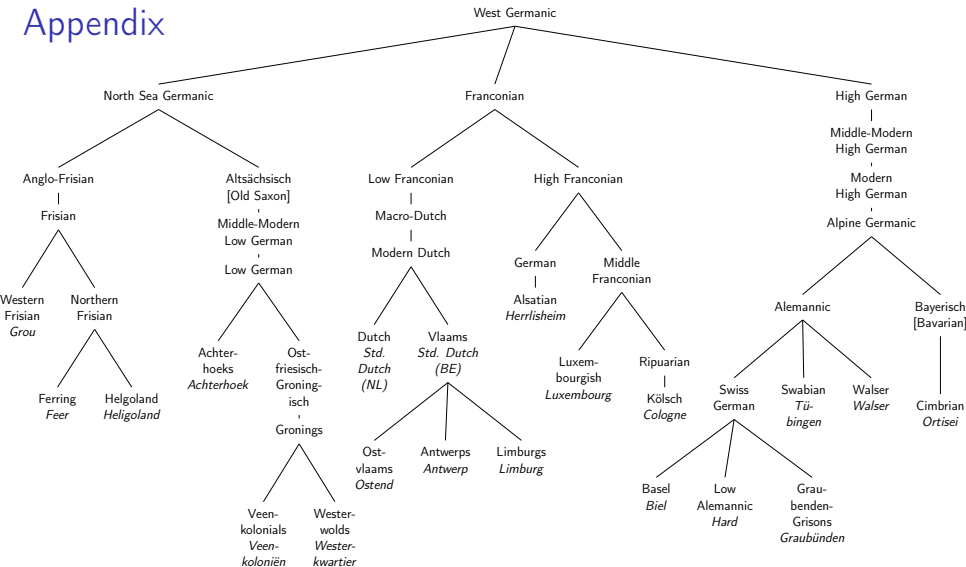 Appendix
West Germanic
North Sea Germanic
Franconian
High German
Middle-Modern
High German
Modern
High German
Alpine Germanic
Anglo-Frisian
Frisian
Altsächsisch
[Old Saxon]
Middle-Modern
Low German
Low German
Low Franconian
Macro-Dutch
Modern Dutch
High Franconian
German
Alsatian
Herrlisheim
Middle
Franconian
Western
Frisian
Grou
Northern
Frisian
Ferring
Feer
Helgoland
Heligoland
Achter-
hoeks
Achterhoek
Ost-
friesisch-
Groning-
isch
Gronings
Veen-
kolonials
Veen-
koloniën
Wester-
wolds
Wester-
kwartier
Dutch
Std.
Dutch
(NL)
Vlaams
Std. Dutch
(BE)
Ost-
vlaams
Ostend
Antwerps
Antwerp
Limburgs
Limburg
Luxem-
bourgish
Luxembourg
Ripuarian
Kölsch
Cologne
Alemannic
Bayerisch
[Bavarian]
Swiss
German
Swabian
Tü-
bingen
Walser
Walser
Cimbrian
Ortisei
Basel
Biel
Low
Alemannic
Hard
Grau-
benden-
Grisons
Graubünden